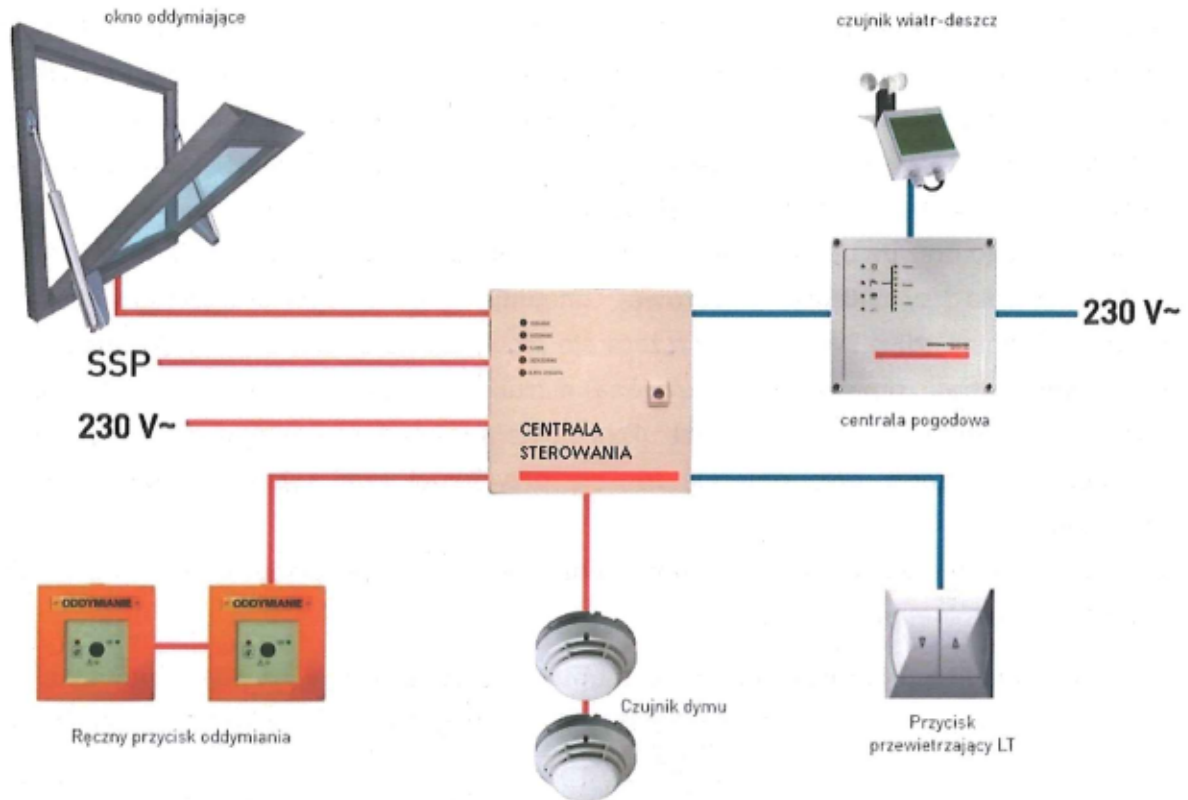 okno oddymiające
czujnik wiatr-deszcz
230 V~
SSP
230 V~
centrala pogodowa
CENTRALA
STEROWANIA
ODDYMIANIE
ODDYMIANIE
Ręczny przycisk oddymiania
Czujnik dymu
Przycisk
przewietrzający LT